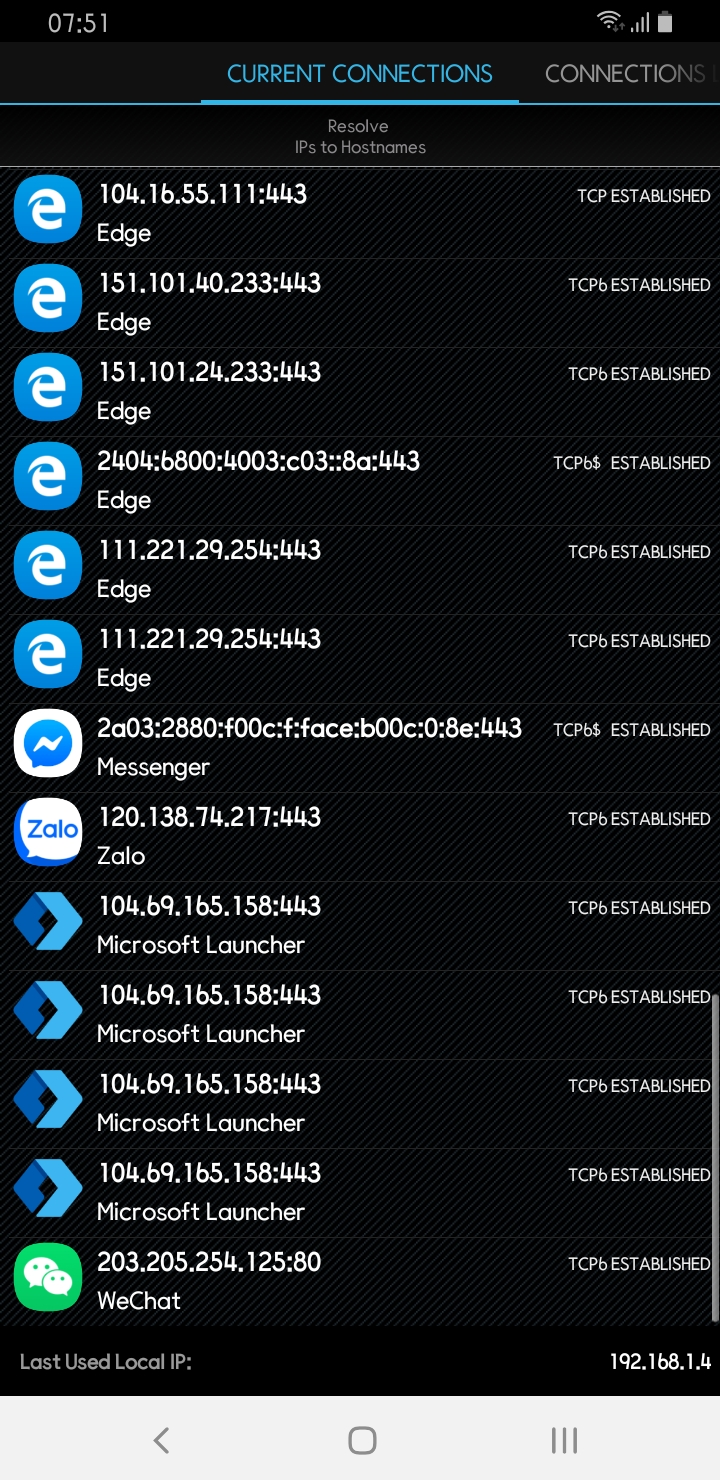 07:51
CURRENT CONNECTIONS
CONNECTIONS
Resolve
IPs to Hostnames
104.16.55.111:443
TCP ESTABLISHED
Edge
151.101.40.233:443
TCP6 ESTABLISHED
Edge
151.101.24.233:443
TCP6 ESTABLISHED
Edge
2404:6800:4003:c03::8a:443
TCP6$ ESTABLISHED
Edge
111.221.29.254:443
TCP6 ESTABLISHED
Edge
111.221.29.254:443
TCP6 ESTABLISHED
Edge
2a03:2880:f00c:f:face:b00c:0:8e:443
TCP6$ ESTABLISHED
Messenger
Zalo
120.138.74.217:443
TCP6 ESTABLISHED
Zalo
104.69.165.158:443
TCP6 ESTABLISHED
Microsoft Launcher
104.69.165.158:443
TCP6 ESTABLISHED
Microsoft Launcher
104.69.165.158:443
TCP6 ESTABLISHED
Microsoft Launcher
104.69.165.158:443
TCP6 ESTABLISHED
Microsoft Launcher
203.205.254.125:80
TCP6 ESTABLISHED
WeChat
Last Used Local IP:
192.168.1.4